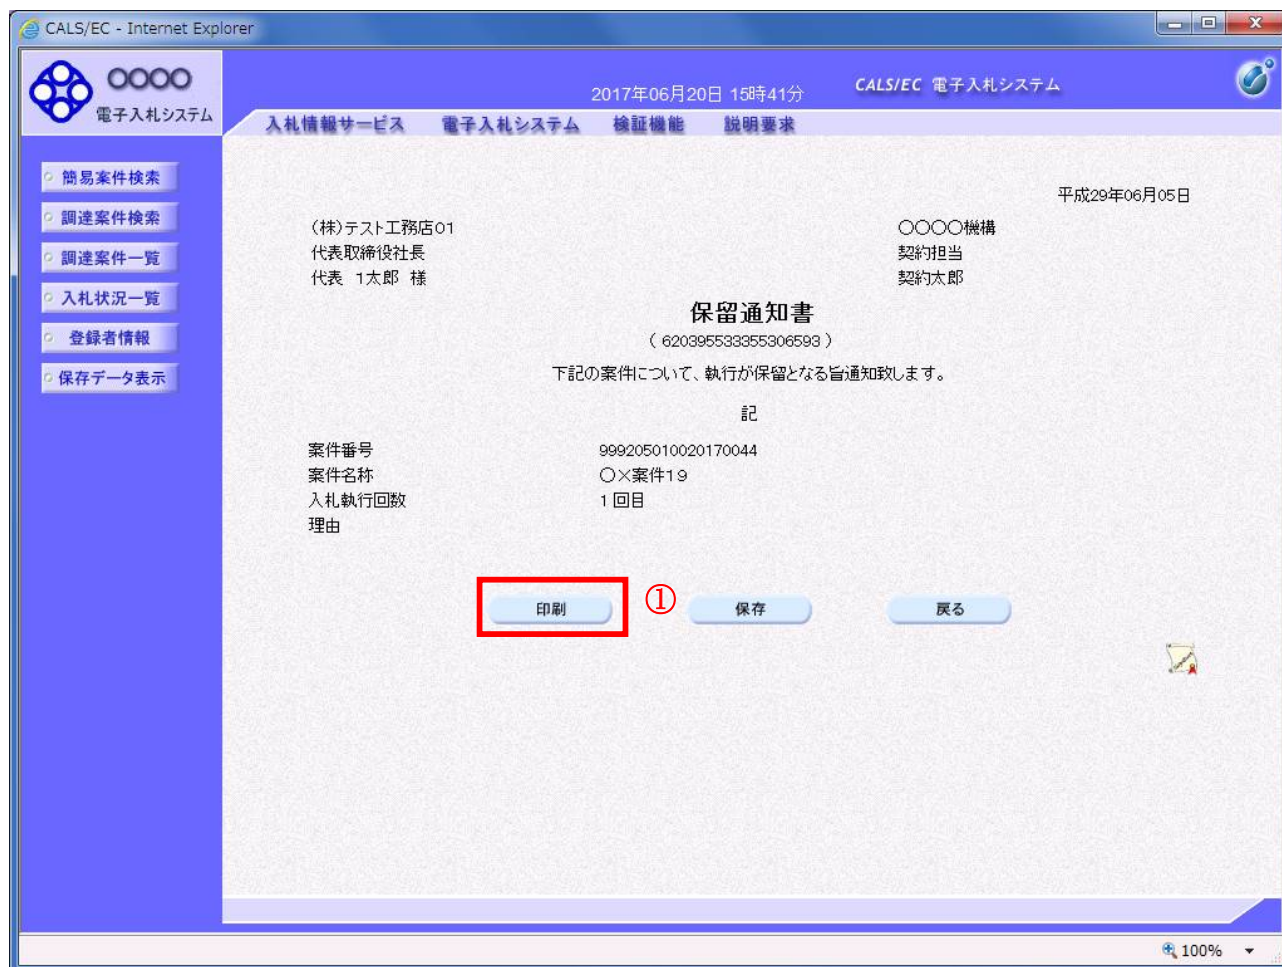 CALS/EC - Internet Explorer
〇〇〇〇
電子入札システム
2017年06月20日 15時41分
CALS/EC 電子入札システム
入札情報サービス 電子入札システム 検証機能 説明要求
簡易案件検索
調達案件検索
調達案件一覧
入札状況一覧
登録者情報
保存データ表示
平成29年06月05日
(株)テスト工務店01
代表取締役社長
代表 1太郎 様
〇〇〇〇機構
契約担当
契約太郎
保留通知書
( 620395533355306593 )
下記の案件について、執行が保留となる旨通知致します。
記
案件番号 999205010020170044
案件名称 〇×案件19
入札執行回数 1回目
理由
印刷 ① 保存 戻る
100%